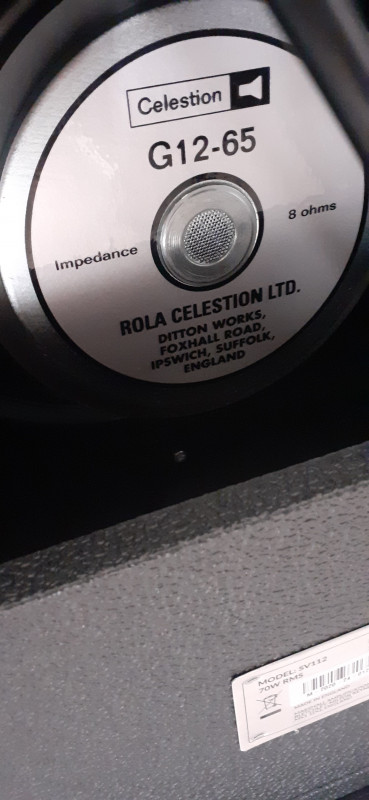 Celestion
G12-65
Impedance
8 ohms
ROLA CELESTION LTD.
DITTON WORKS,
FOXHALL ROAD,
IPSWICH, SUFFOLK,
ENGLAND
MODEL: SV112
70W RMS